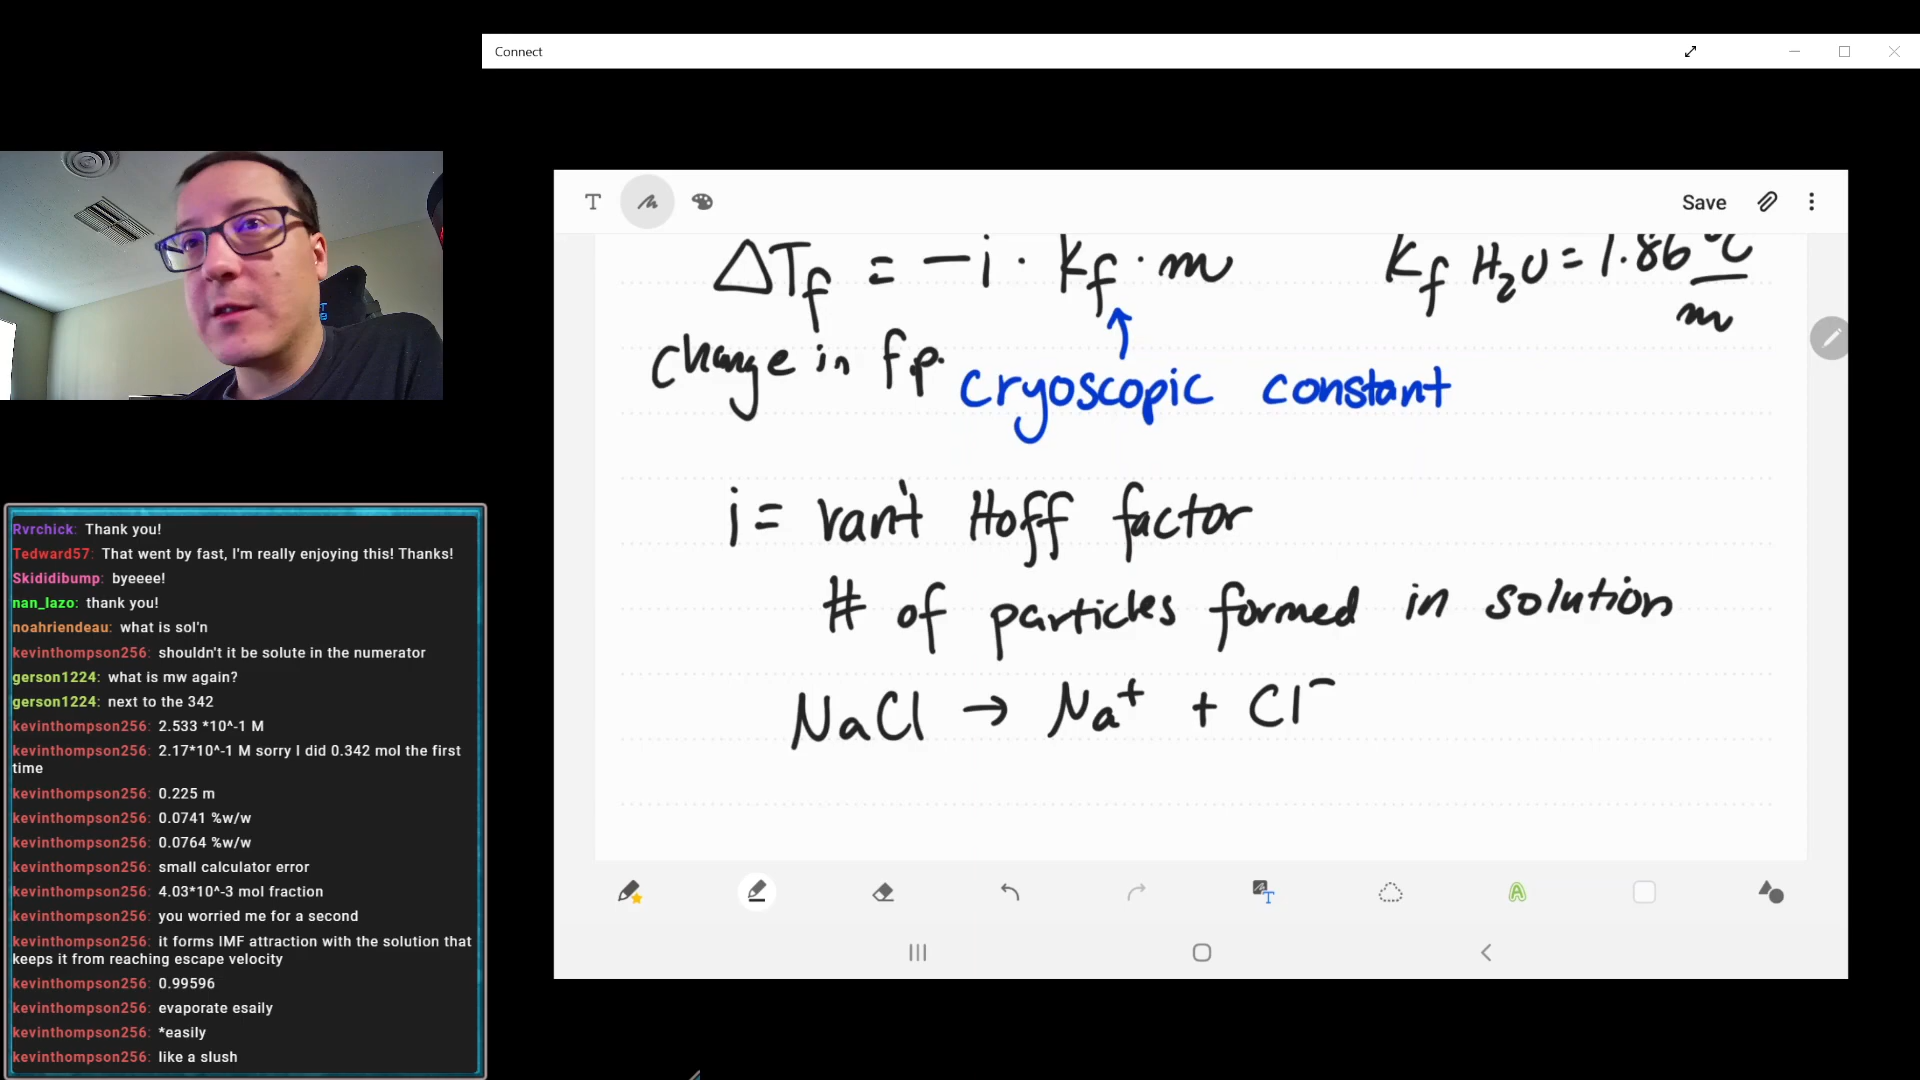 Connect
T
Save
ΔTf = -i · Kf · m
Kf H2O = 1.86 °C
m
change in fp.
cryoscopic constant
i = van't Hoff factor
# of particles formed in solution
NaCl → Na+ + Cl-
Rvrchick: Thank you!
Tedward57: That went by fast, I'm really enjoying this! Thanks!
Skididibump: byeeee!
nan_lazo: thank you!
noahriendeau: what is sol'n
kevinthompson256: shouldn't it be solute in the numerator
gerson1224: what is mw again?
gerson1224: next to the 342
kevinthompson256: 2.533 *10^-1 M
kevinthompson256: 2.17*10^-1 M sorry I did 0.342 mol the first
time
kevinthompson256: 0.225 m
kevinthompson256: 0.0741 %w/w
kevinthompson256: 0.0764 %w/w
kevinthompson256: small calculator error
kevinthompson256: 4.03*10^-3 mol fraction
kevinthompson256: you worried me for a second
kevinthompson256: it forms IMF attraction with the solution that
keeps it from reaching escape velocity
kevinthompson256: 0.99596
kevinthompson256: evaporate esaily
kevinthompson256: *easily
kevinthompson256: like a slush